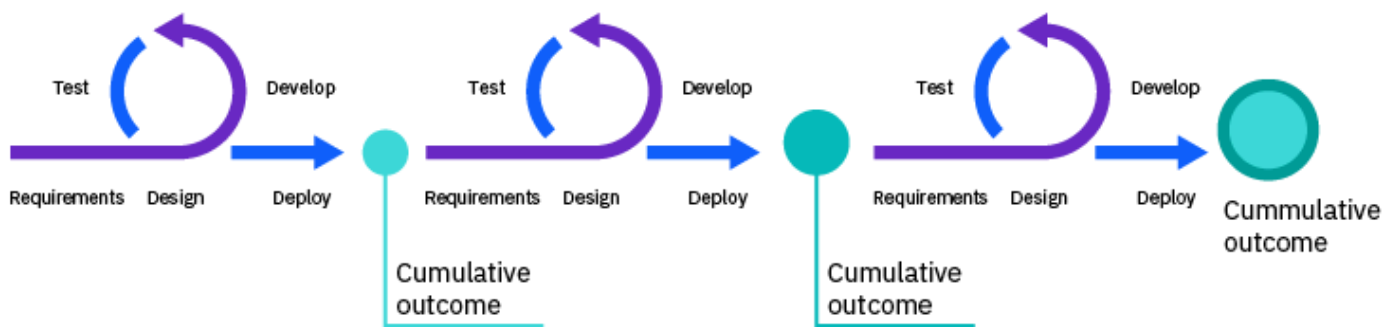 Test Develop Test Develop Test Develop
Requirements Design Deploy Requirements Design Deploy Requirements Design Deploy
Cummulative
outcome
Cumulative
outcome
Cumulative
outcome